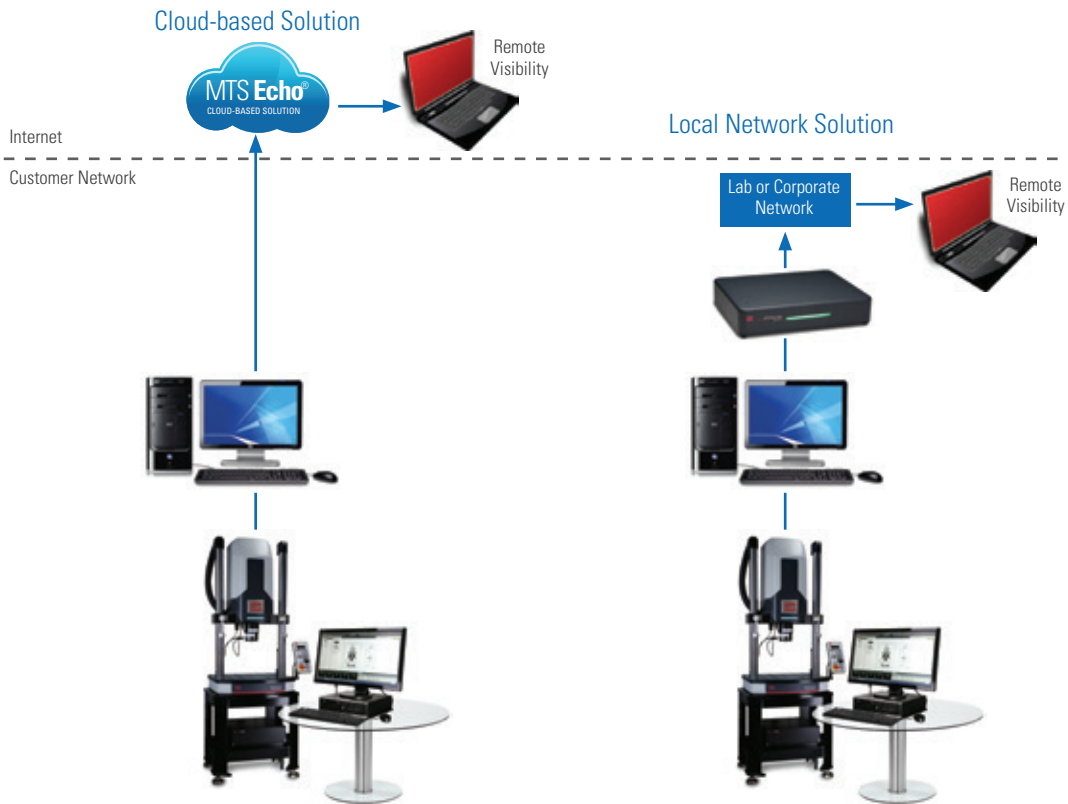 Cloud-based Solution
MTS Echo®
CLOUD-BASED SOLUTION
Remote
Visibility
Internet
Customer Network
Local Network Solution
Lab or Corporate
Network
Remote
Visibility